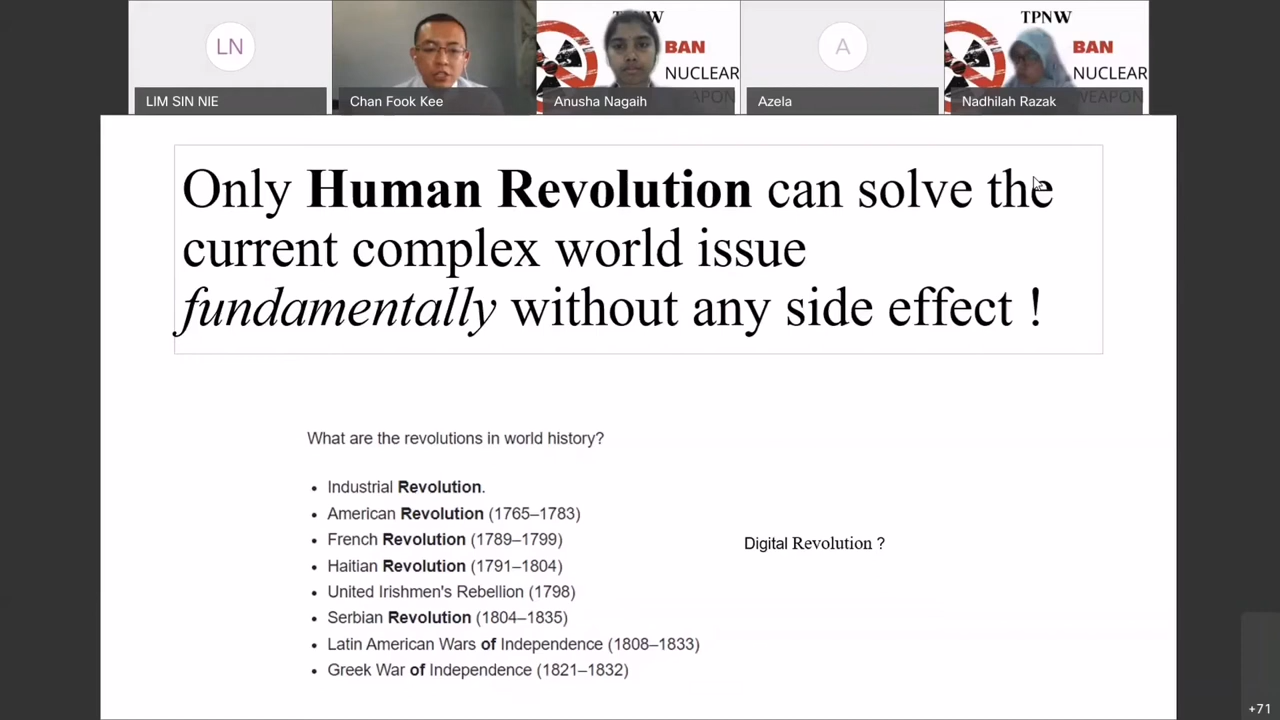 LN
LIM SIN NIE
Chan Fook Kee
TPNW
BAN
NUCLEAR
WEAPON
Anusha Nagaih
A
Azela
TPNW
BAN
NUCLEAR
WEAPON
Nadhilah Razak
Only Human Revolution can solve the
current complex world issue
fundamentally without any side effect !
What are the revolutions in world history?
• Industrial Revolution.
• American Revolution (1765–1783)
• French Revolution (1789–1799)
• Haitian Revolution (1791–1804)
• United Irishmen's Rebellion (1798)
• Serbian Revolution (1804–1835)
• Latin American Wars of Independence (1808–1833)
• Greek War of Independence (1821–1832)
Digital Revolution ?
+71